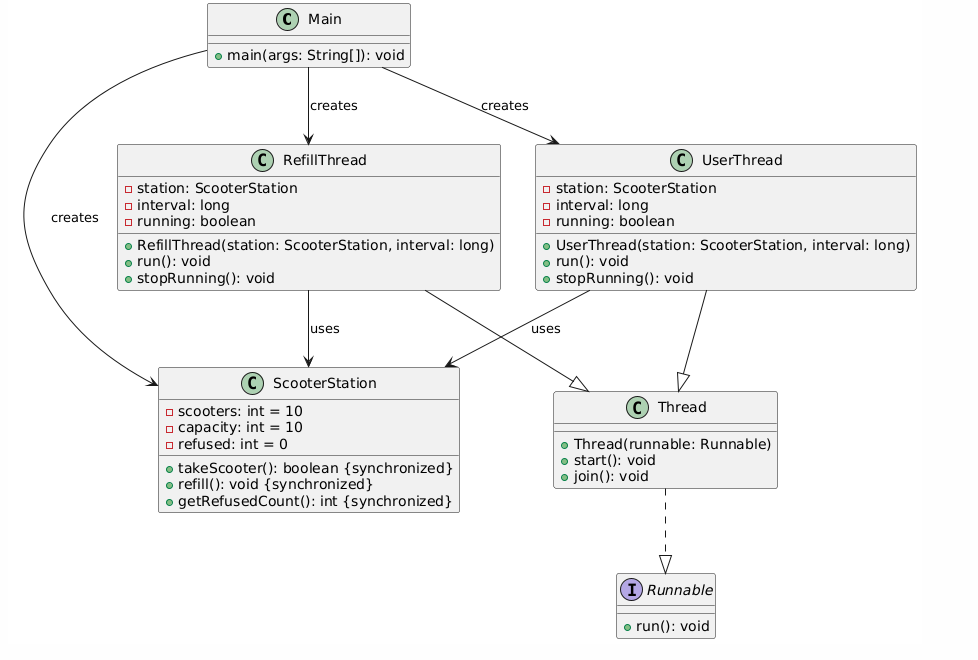 C Main
main(args: String[]): void
creates
creates
creates
C RefillThread
station: ScooterStation
interval: long
running: boolean
RefillThread(station: ScooterStation, interval: long)
run(): void
stopRunning(): void
C UserThread
station: ScooterStation
interval: long
running: boolean
UserThread(station: ScooterStation, interval: long)
run(): void
stopRunning(): void
uses
uses
C ScooterStation
scooters: int = 10
capacity: int = 10
refused: int = 0
takeScooter(): boolean {synchronized}
refill(): void {synchronized}
getRefusedCount(): int {synchronized}
C Thread
Thread(runnable: Runnable)
start(): void
join(): void
I Runnable
run(): void